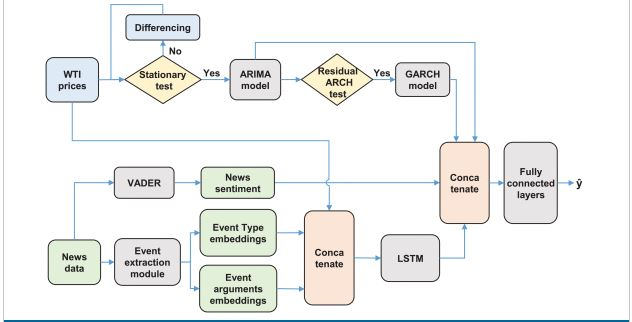 Differencing
No
WTI
prices
Stationary
test
Yes
ARIMA
model
Residual
ARCH
test
Yes
GARCH
model
VADER
News
sentiment
Conca
tenate
Fully
connected
layers
ŷ
News
data
Event
extraction
module
Event Type
embeddings
Event
arguments
embeddings
Conca
tenate
LSTM